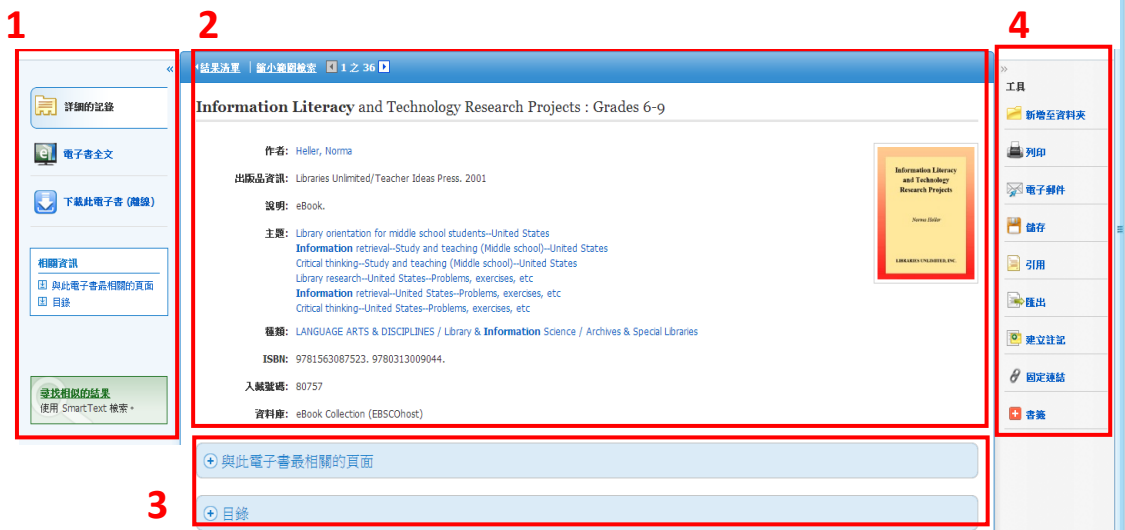 1
2
4
«
詳細的記錄
電子書全文
下載此電子書 (離線)
相關資訊
與此電子書最相關的頁面
目錄
尋找相似的結果
使用 SmartText 檢索。
結果清單 | 縮小範圍檢索 1 之 36
Information Literacy and Technology Research Projects : Grades 6-9
作者: Heller, Norma
出版品資訊: Libraries Unlimited/Teacher Ideas Press. 2001
說明: eBook.
主題: Library orientation for middle school students--United States
Information retrieval--Study and teaching (Middle school)--United States
Critical thinking--Study and teaching (Middle school)--United States
Library research--United States--Problems, exercises, etc
Information retrieval--United States--Problems, exercises, etc
Critical thinking--United States--Problems, exercises, etc
種類: LANGUAGE ARTS & DISCIPLINES / Library & Information Science / Archives & Special Libraries
ISBN: 9781563087523. 9780313009044.
入藏號碼: 80757
資料庫: eBook Collection (EBSCOhost)
Information Literacy
and Technology
Research Projects
Norma Heller
LIBRARIES UNLIMITED, INC.
3
與此電子書最相關的頁面
目錄
»
工具
新增至資料夾
列印
電子郵件
儲存
引用
匯出
建立註記
固定連結
書籤